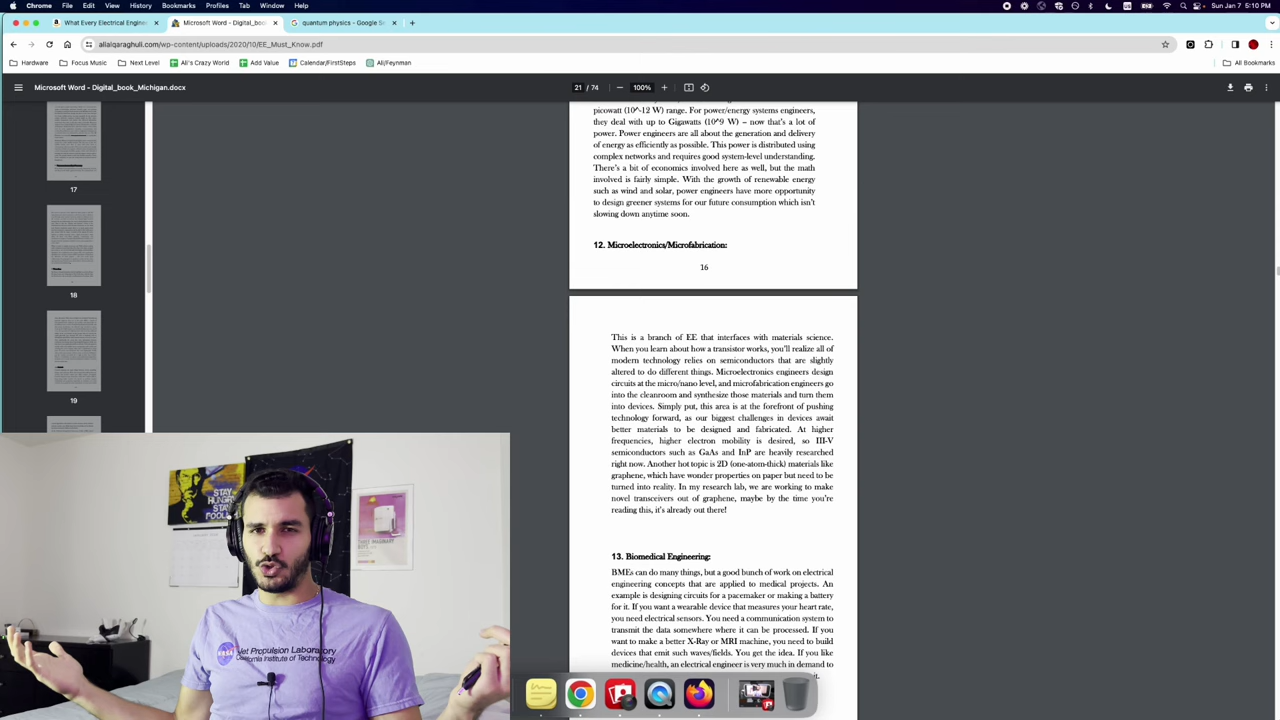 Chrome File Edit View History Bookmarks Profiles Tab Window Help
Sun Jan 7 5:10 PM
What Every Electrical Engineer
Microsoft Word - Digital_boo
quantum physics - Google Se
allalqaraghuli.com/wp-content/uploads/2020/10/EE_Must_Know.pdf
Hardware Focus Music Next Level Ali's Crazy World Add Value Calendar/FirstSteps Ali/Feynman All Bookmarks
Microsoft Word - Digital_book_Michigan.docx
21 / 74
100%
17
18
19
picowatt (10^-12 W) range. For power/energy systems engineers,
they deal with up to Gigawatts (10^9 W) – now that's a lot of
power. Power engineers are all about the generation and delivery
of energy as efficiently as possible. This power is distributed using
complex networks and requires good system-level understanding.
There's a bit of economics involved here as well, but the math
involved is fairly simple. With the growth of renewable energy
such as wind and solar, power engineers have more opportunity
to design greener systems for our future consumption which isn't
slowing down anytime soon.
12. Microelectronics/Microfabrication:
16
This is a branch of EE that interfaces with materials science.
When you learn about how a transistor works, you'll realize all of
modern technology relies on semiconductors that are slightly
altered to do different things. Microelectronics engineers design
circuits at the micro/nano level, and microfabrication engineers go
into the cleanroom and synthesize those materials and turn them
into devices. Simply put, this area is at the forefront of pushing
technology forward, as our biggest challenges in devices await
better materials to be designed and fabricated. At higher
frequencies, higher electron mobility is desired, so III-V
semiconductors such as GaAs and InP are heavily researched
right now. Another hot topic is 2D (one-atom-thick) materials like
graphene, which have wonder properties on paper but need to be
turned into reality. In my research lab, we are working to make
novel transceivers out of graphene, maybe by the time you're
reading this, it's already out there!
13. Biomedical Engineering:
BMEs can do many things, but a good bunch of work on electrical
engineering concepts that are applied to medical projects. An
example is designing circuits for a pacemaker or making a battery
for it. If you want a wearable device that measures your heart rate,
you need electrical sensors. You need a communication system to
transmit the data somewhere where it can be processed. If you
want to make a better X-Ray or MRI machine, you need to build
devices that emit such waves/fields. You get the idea. If you like
medicine/health, an electrical engineer is very much in demand to
it.
STAY
HUNGRY
STAY
FOOLISH
THREE IMAGINARY
BOYS
NASA
Jet Propulsion Laboratory
California Institute of Technology